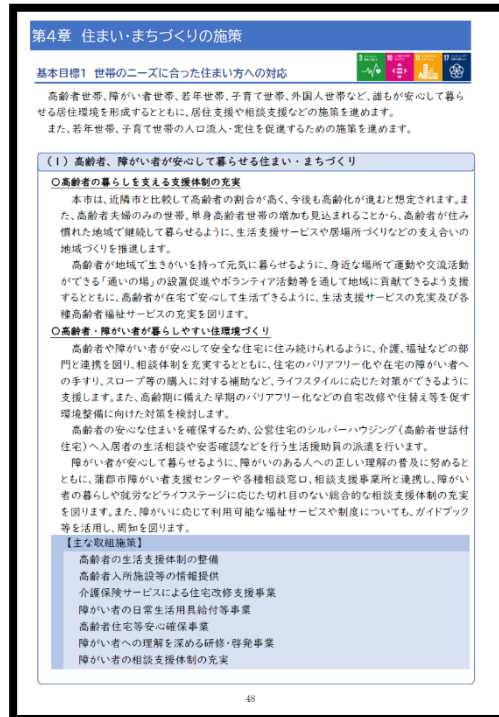 第4章 住まい・まちづくりの施策
基本目標1 世帯のニーズに合った住まい方への対応
3
10
11
17
高齢者世帯、障がい者世帯、若年世帯、子育て世帯、外国人世帯など、誰もが安心して暮ら
せる居住環境を形成するとともに、居住支援や相談支援などの施策を進めます。
また、若年世帯、子育て世帯の人口流入・定住を促進するための施策を進めます。
(1)高齢者、障がい者が安心して暮らせる住まい・まちづくり
○高齢者の暮らしを支える支援体制の充実
本市は、近隣市と比較して高齢者の割合が高く、今後も高齢化が進むと想定されます。ま
た、高齢者夫婦のみの世帯、単身高齢者世帯の増加も見込まれることから、高齢者が住み
慣れた地域で継続して暮らせるように、生活支援サービスや居場所づくりなどの支え合いの
地域づくりを推進します。
高齢者が地域で生きがいを持って元気に暮らせるように、身近な場所で運動や交流活動
ができる「通いの場」の設置促進やボランティア活動等を通して地域に貢献できるよう支援
するとともに、高齢者が在宅で安心して生活できるように、生活支援サービスの充実及び各
種高齢者福祉サービスの充実を図ります。
○高齢者・障がい者が暮らしやすい住環境づくり
高齢者や障がい者が安心して安全な住宅に住み続けられるように、介護、福祉などの部
門と連携を図り、相談体制を充実するとともに、住宅のバリアフリー化や在宅の障がい者へ
の手すり、スロープ等の購入に対する補助など、ライフスタイルに応じた対策ができるように
支援します。また、高齢期に備えた早期のバリアフリー化などの自宅改修や住替え等を促す
環境整備に向けた対策を検討します。
高齢者の安心な住まいを確保するため、公営住宅のシルバーハウジング(高齢者世話付
住宅)へ入居者の生活相談や安否確認などを行う生活援助員の派遣を行います。
障がい者が安心して暮らせるように、障がいのある人への正しい理解の普及に努めると
ともに、蒲郡市障がい者支援センターや各種相談窓口、相談支援事業所と連携し、障がい
者の暮らしや就労などライフステージに応じた切れ目のない総合的な相談支援体制の充実
を図ります。また、障がいに応じて利用可能な福祉サービスや制度についても、ガイドブック
等を活用し、周知を図ります。
【主な取組施策】
高齢者の生活支援体制の整備
高齢者入所施設等の情報提供
介護保険サービスによる住宅改修支援事業
障がい者の日常生活用具給付等事業
高齢者住宅等安心確保事業
障がい者への理解を深める研修・啓発事業
障がい者の相談支援体制の充実
48